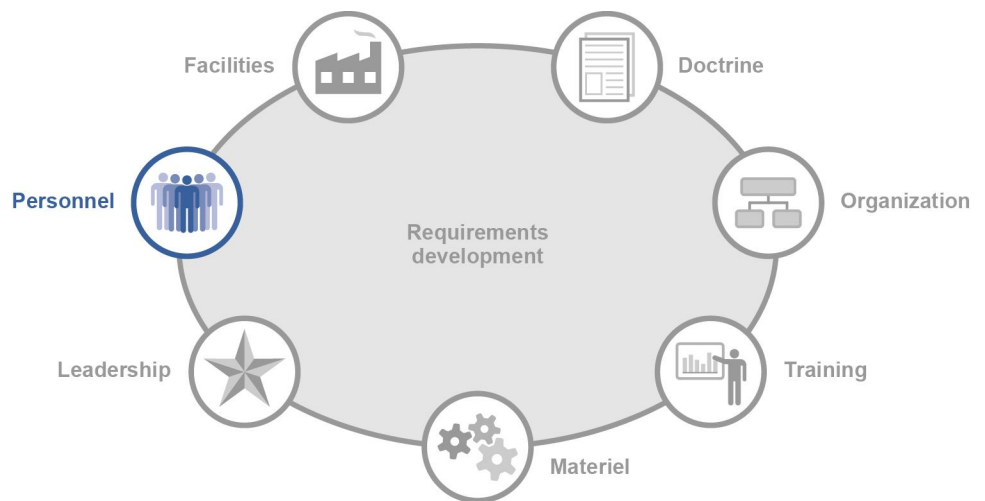 Facilities
Doctrine
Personnel
Organization
Requirements
development
Leadership
Training
Materiel